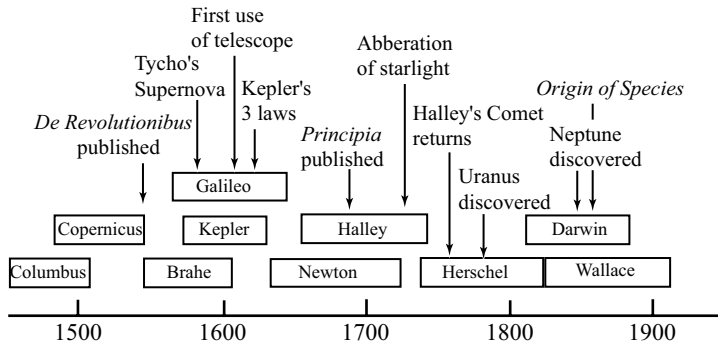 First use
of telescope
Tycho's
Supernova
Kepler's
3 laws
De Revolutionibus
published
Principia
published
Abberation
of starlight
Halley's Comet
returns
Uranus
discovered
Origin of Species
Neptune
discovered
Galileo
Copernicus
Kepler
Halley
Darwin
Columbus
Brahe
Newton
Herschel
Wallace
1500 1600 1700 1800 1900